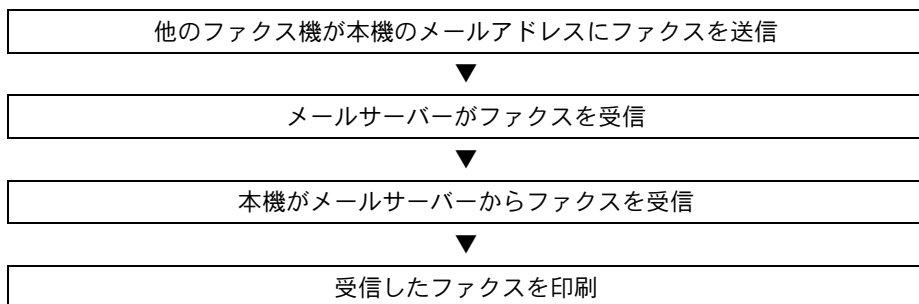 他のファクス機が本機のメールアドレスにファクスを送信
▼
メールサーバーがファクスを受信
▼
本機がメールサーバーからファクスを受信
▼
受信したファクスを印刷